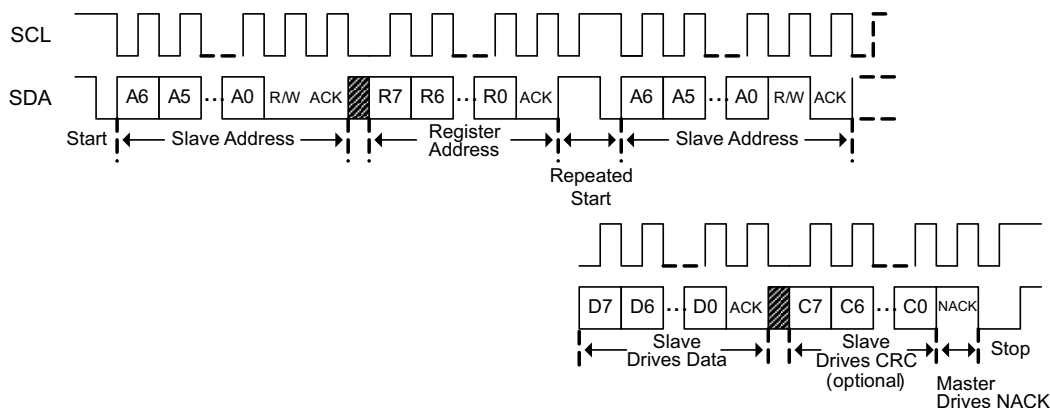 SCL
SDA
A6 A5 ... A0 R/W ACK R7 R6 ... R0 ACK A6 A5 ... A0 R/W ACK
Start
Slave Address
Register
Address
Repeated
Start
Slave Address
D7 D6 ... D0 ACK C7 C6 ... C0 NACK
Slave
Drives Data
Slave
Drives CRC
(optional)
Master
Drives NACK
Stop